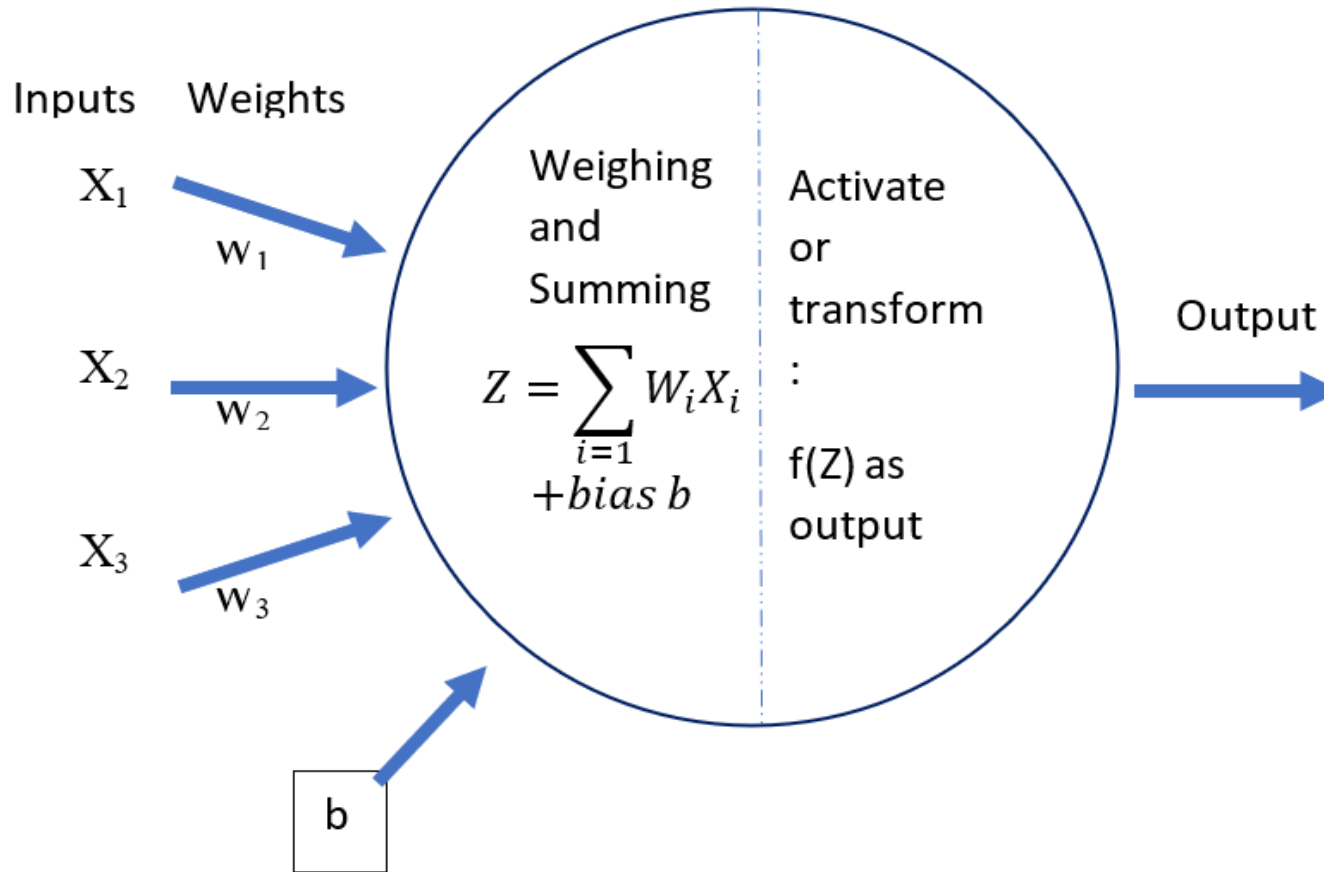 Inputs Weights
X₁
w₁
X₂
w₂
X₃
w₃
b
Weighing
and
Summing
Z = ∑ WᵢXᵢ
i=1
+bias b
Activate
or
transform
:
f(Z) as
output
Output